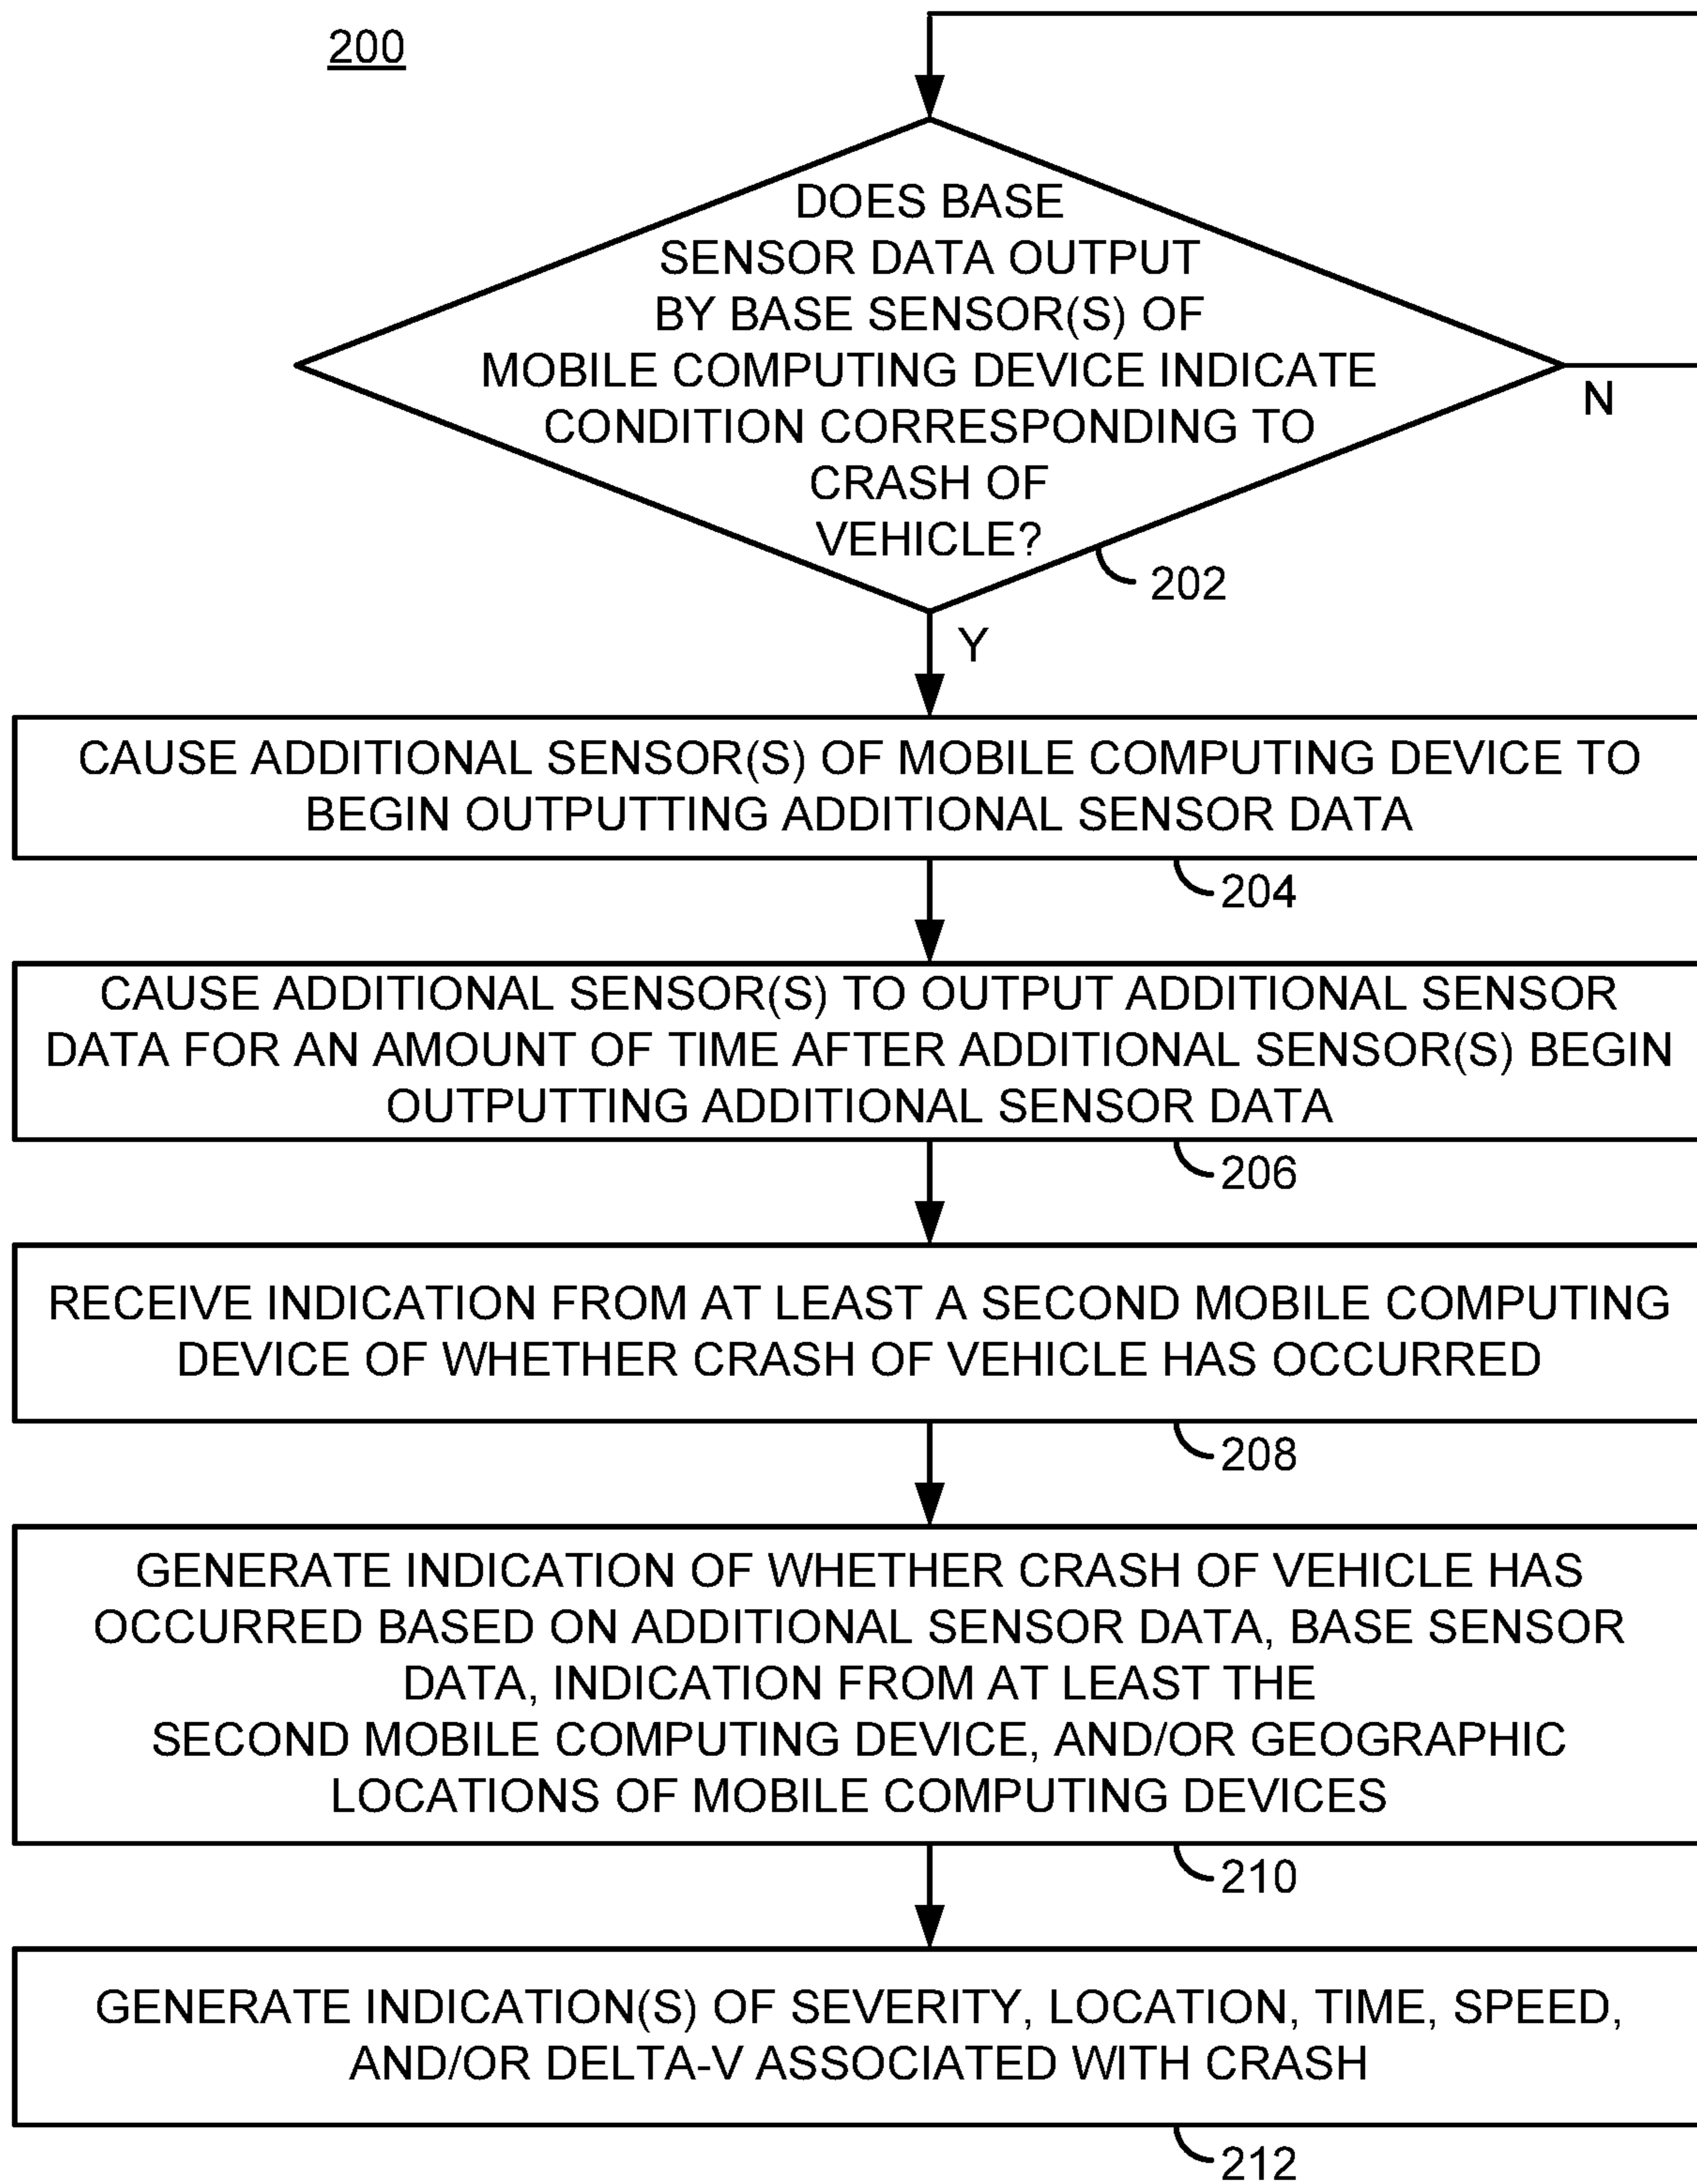 200
DOES BASE
SENSOR DATA OUTPUT
BY BASE SENSOR(S) OF
MOBILE COMPUTING DEVICE INDICATE
CONDITION CORRESPONDING TO
CRASH OF
VEHICLE?
N
202
Y
CAUSE ADDITIONAL SENSOR(S) OF MOBILE COMPUTING DEVICE TO
BEGIN OUTPUTTING ADDITIONAL SENSOR DATA
204
CAUSE ADDITIONAL SENSOR(S) TO OUTPUT ADDITIONAL SENSOR
DATA FOR AN AMOUNT OF TIME AFTER ADDITIONAL SENSOR(S) BEGIN
OUTPUTTING ADDITIONAL SENSOR DATA
206
RECEIVE INDICATION FROM AT LEAST A SECOND MOBILE COMPUTING
DEVICE OF WHETHER CRASH OF VEHICLE HAS OCCURRED
208
GENERATE INDICATION OF WHETHER CRASH OF VEHICLE HAS
OCCURRED BASED ON ADDITIONAL SENSOR DATA, BASE SENSOR
DATA, INDICATION FROM AT LEAST THE
SECOND MOBILE COMPUTING DEVICE, AND/OR GEOGRAPHIC
LOCATIONS OF MOBILE COMPUTING DEVICES
210
GENERATE INDICATION(S) OF SEVERITY, LOCATION, TIME, SPEED,
AND/OR DELTA-V ASSOCIATED WITH CRASH
212